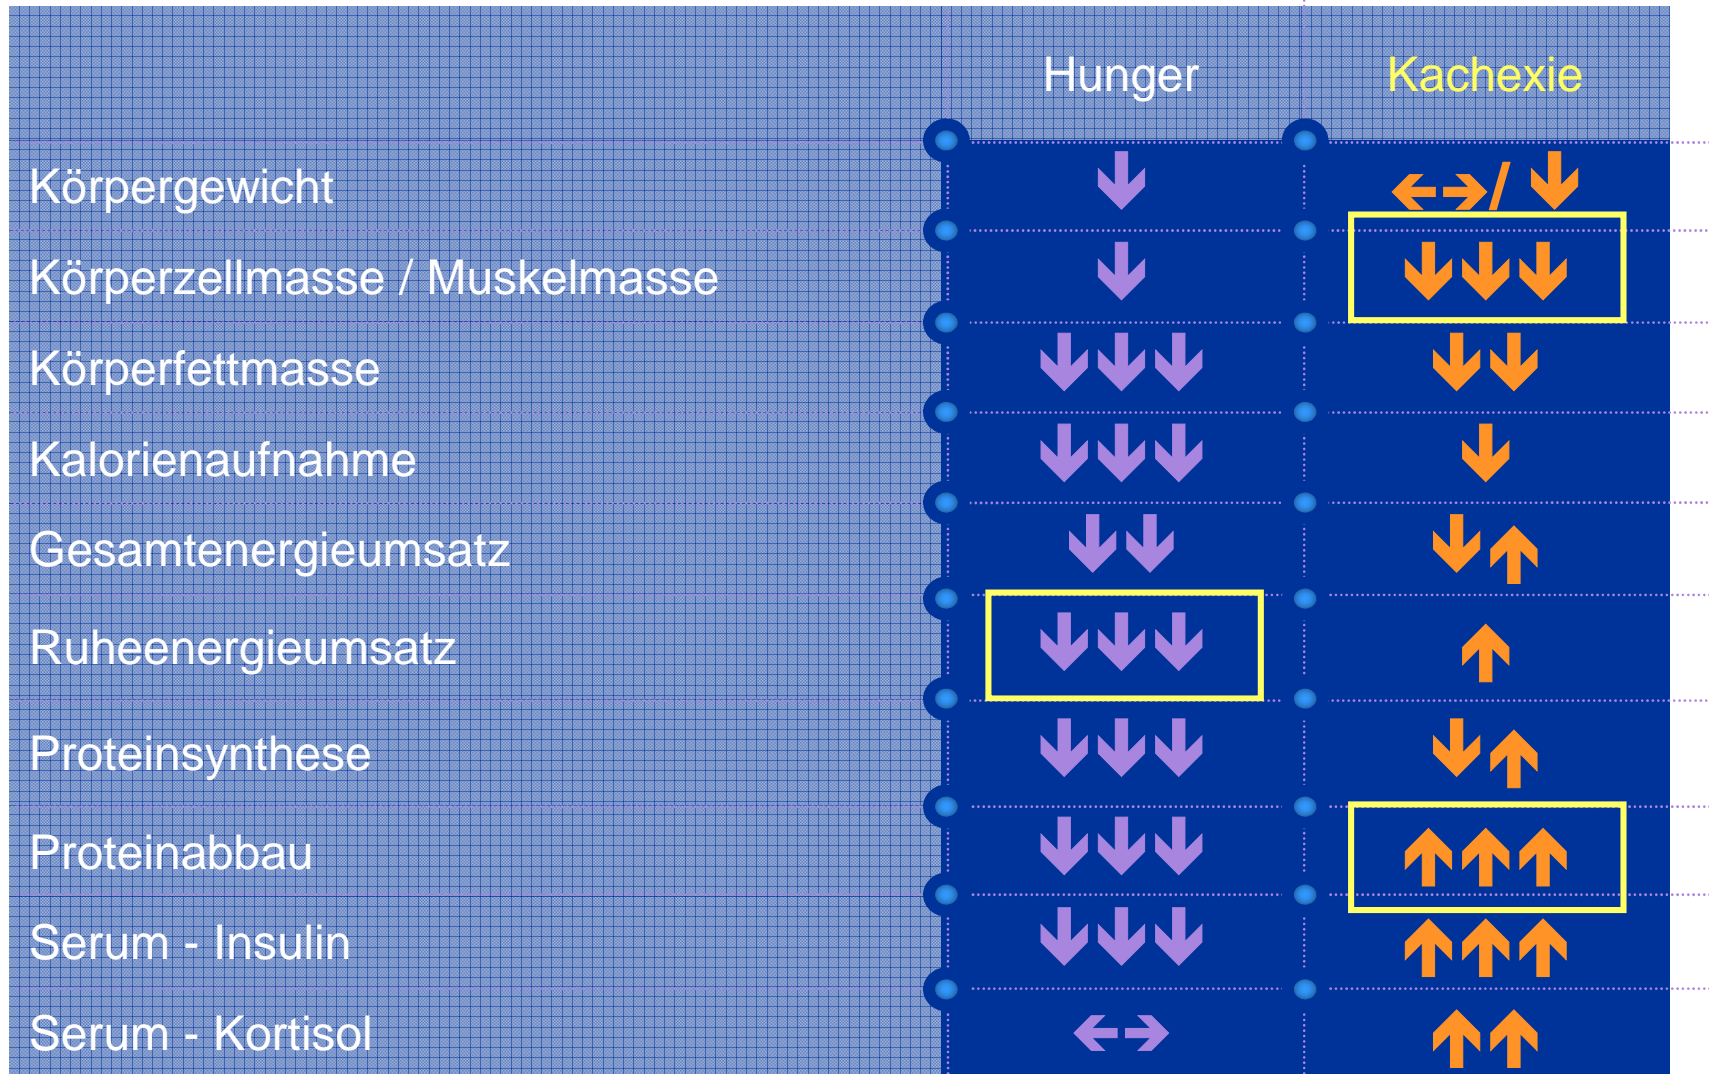 Hunger Kachexie
Körpergewicht ↓ ←→/ ↓
Körperzellmasse / Muskelmasse ↓ ↓↓↓
Körperfettmasse ↓↓↓ ↓↓
Kalorienaufnahme ↓↓↓ ↓
Gesamtenergieumsatz ↓↓ ↓↑
Ruheenergieumsatz ↓↓↓ ↑
Proteinsynthese ↓↓↓ ↓↑
Proteinabbau ↓↓↓ ↑↑↑
Serum - Insulin ↓↓↓ ↑↑↑
Serum - Kortisol ←→ ↑↑